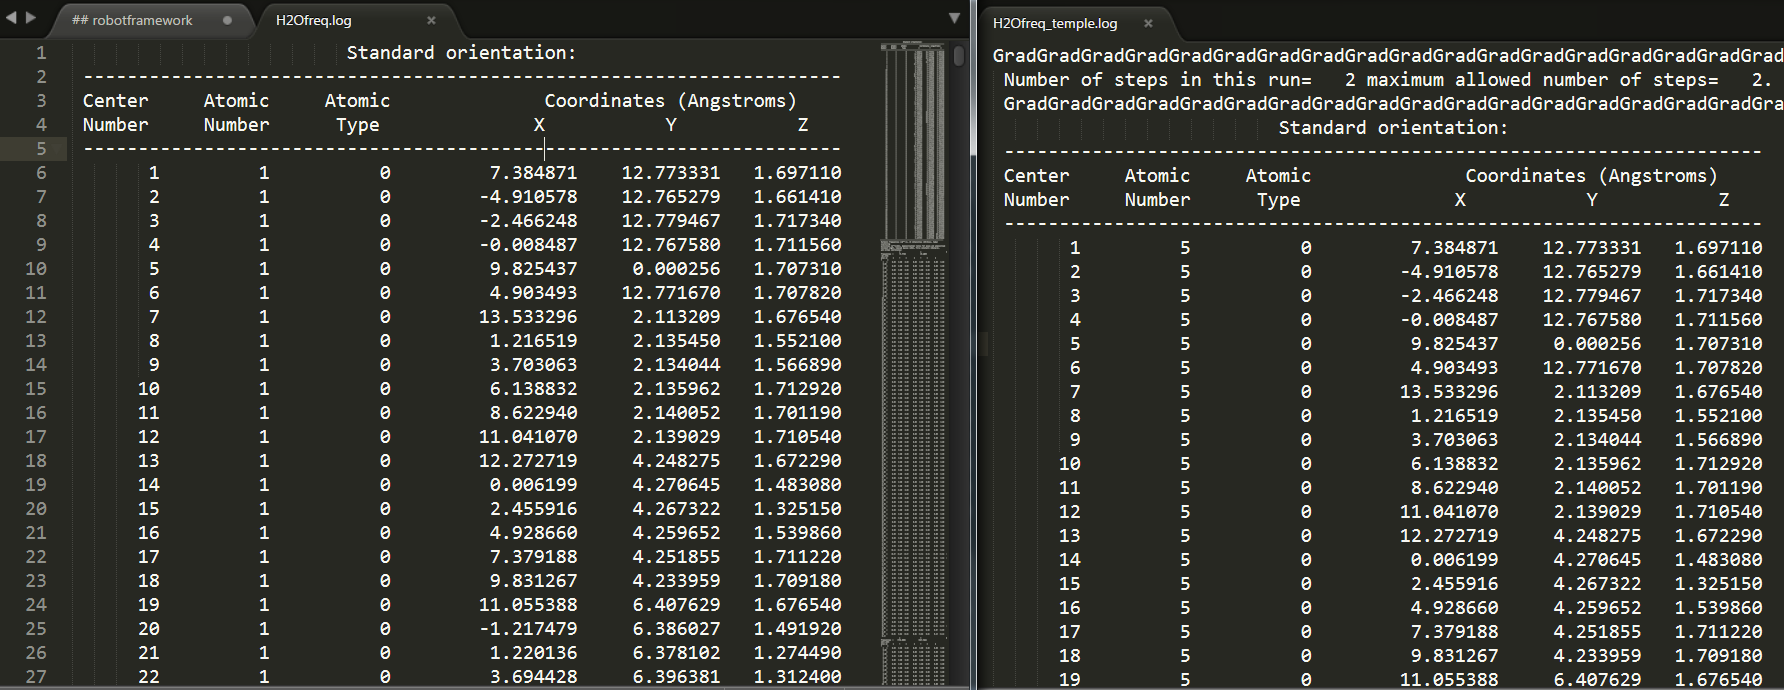 ## robotframework
H2Ofreq.log
1 Standard orientation:
2 ---------------------------------------------------------------------
3 Center Atomic Atomic Coordinates (Angstroms)
4 Number Number Type X Y Z
5 ---------------------------------------------------------------------
6 1 1 0 7.384871 12.773331 1.697110
7 2 1 0 -4.910578 12.765279 1.661410
8 3 1 0 -2.466248 12.779467 1.717340
9 4 1 0 -0.008487 12.767580 1.711560
10 5 1 0 9.825437 0.000256 1.707310
11 6 1 0 4.903493 12.771670 1.707820
12 7 1 0 13.533296 2.113209 1.676540
13 8 1 0 1.216519 2.135450 1.552100
14 9 1 0 3.703063 2.134044 1.566890
15 10 1 0 6.138832 2.135962 1.712920
16 11 1 0 8.622940 2.140052 1.701190
17 12 1 0 11.041070 2.139029 1.710540
18 13 1 0 12.272719 4.248275 1.672290
19 14 1 0 0.006199 4.270645 1.483080
20 15 1 0 2.455916 4.267322 1.325150
21 16 1 0 4.928660 4.259652 1.539860
22 17 1 0 7.379188 4.251855 1.711220
23 18 1 0 9.831267 4.233959 1.709180
24 19 1 0 11.055388 6.407629 1.676540
25 20 1 0 -1.217479 6.386027 1.491920
26 21 1 0 1.220136 6.378102 1.274490
27 22 1 0 3.694428 6.396381 1.312400
H2Ofreq_temple.log
GradGradGradGradGradGradGradGradGradGradGradGradGradGradGradGradGradGrad
Number of steps in this run= 2 maximum allowed number of steps= 2.
GradGradGradGradGradGradGradGradGradGradGradGradGradGradGradGradGradGra
Standard orientation:
---------------------------------------------------------------------
Center Atomic Atomic Coordinates (Angstroms)
Number Number Type X Y Z
---------------------------------------------------------------------
1 5 0 7.384871 12.773331 1.697110
2 5 0 -4.910578 12.765279 1.661410
3 5 0 -2.466248 12.779467 1.717340
4 5 0 -0.008487 12.767580 1.711560
5 5 0 9.825437 0.000256 1.707310
6 5 0 4.903493 12.771670 1.707820
7 5 0 13.533296 2.113209 1.676540
8 5 0 1.216519 2.135450 1.552100
9 5 0 3.703063 2.134044 1.566890
10 5 0 6.138832 2.135962 1.712920
11 5 0 8.622940 2.140052 1.701190
12 5 0 11.041070 2.139029 1.710540
13 5 0 12.272719 4.248275 1.672290
14 5 0 0.006199 4.270645 1.483080
15 5 0 2.455916 4.267322 1.325150
16 5 0 4.928660 4.259652 1.539860
17 5 0 7.379188 4.251855 1.711220
18 5 0 9.831267 4.233959 1.709180
19 5 0 11.055388 6.407629 1.676540